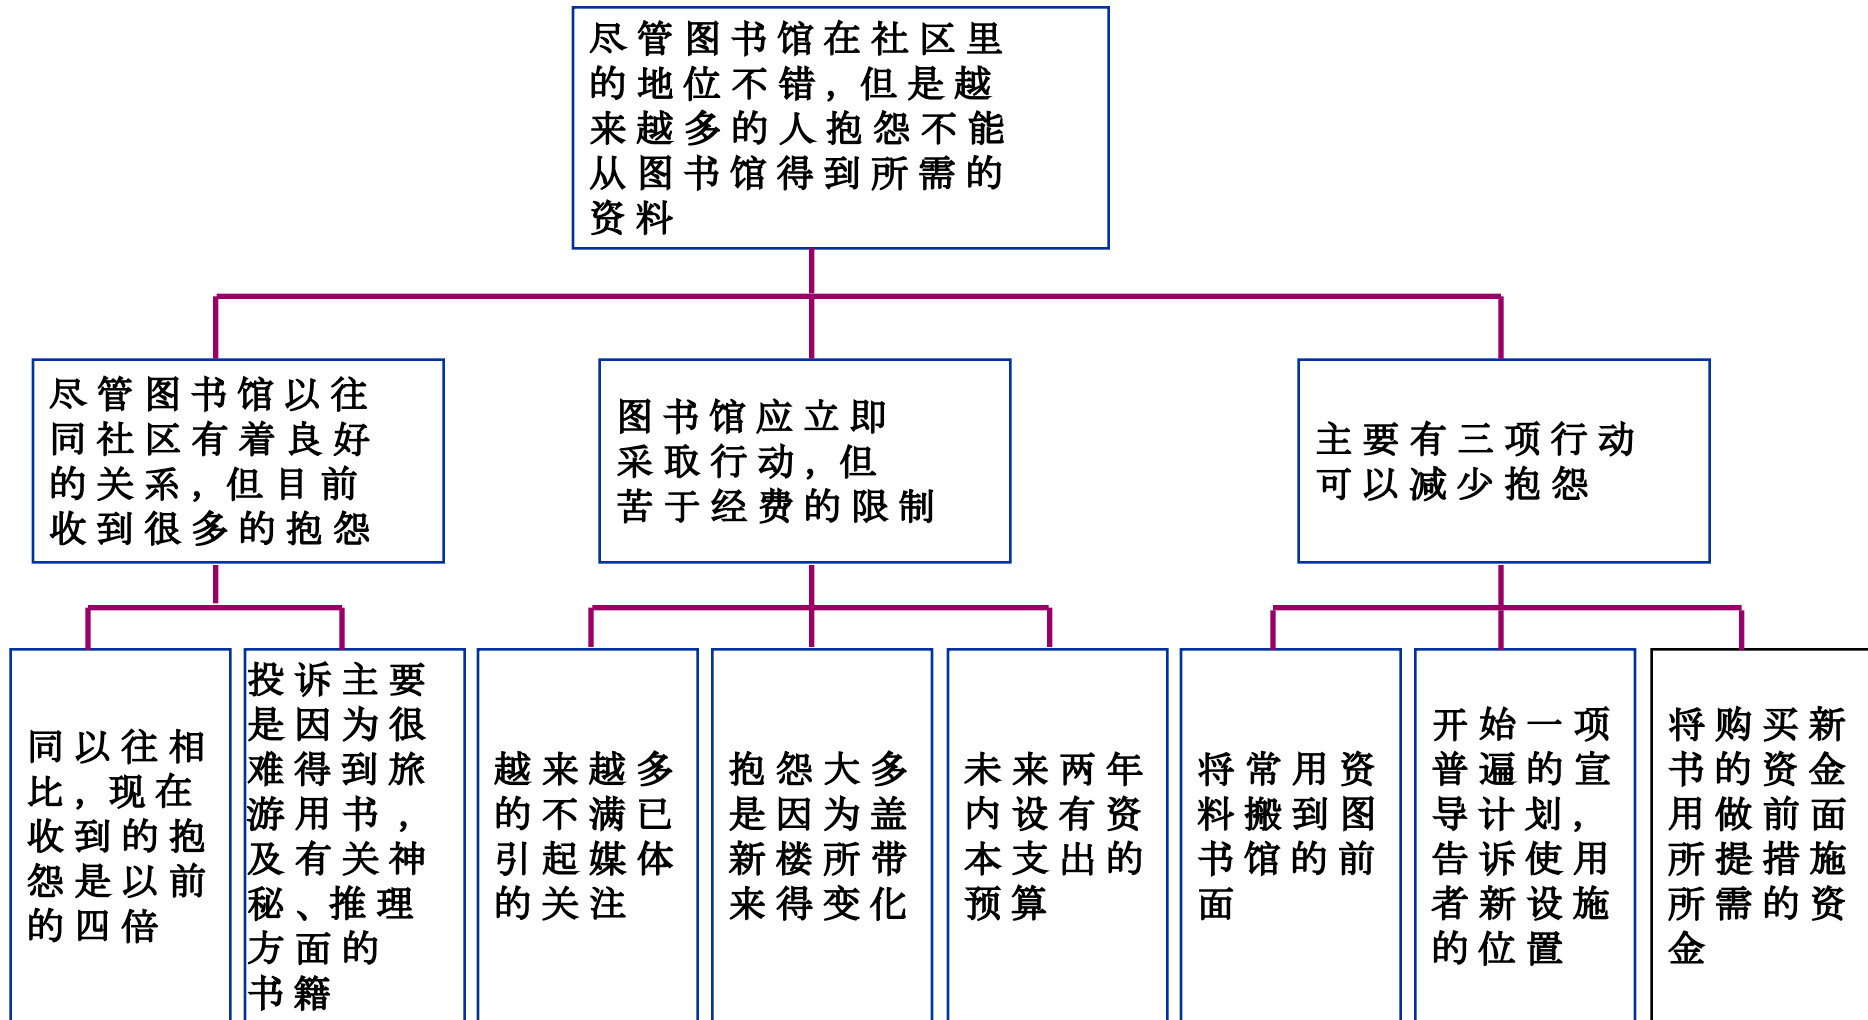 尽管图书馆在社区里
的地位不错，但是越
来越多的人抱怨不能
从图书馆得到所需的
资料
尽管图书馆以往
同社区有着良好
的关系，但目前
收到很多的抱怨
图书馆应立即
采取行动，但
苦于经费的限制
主要有三项行动
可以减少抱怨
同以往相
比，现在
收到的抱
怨是以前
的四倍
投诉主要
是因为很
难得到旅
游用书，
及有关神
秘、推理
方面的
书籍
越来越多
的不满已
引起媒体
的关注
抱怨大多
是因为盖
新楼所带
来得变化
未来两年
内设有资
本支出的
预算
将常用资
料搬到图
书馆的前
面
开始一项
普遍的宣
导计划，
告诉使用
者新设施
的位置
将购买新
书的资金
用做前面
所提措施
所需的资
金